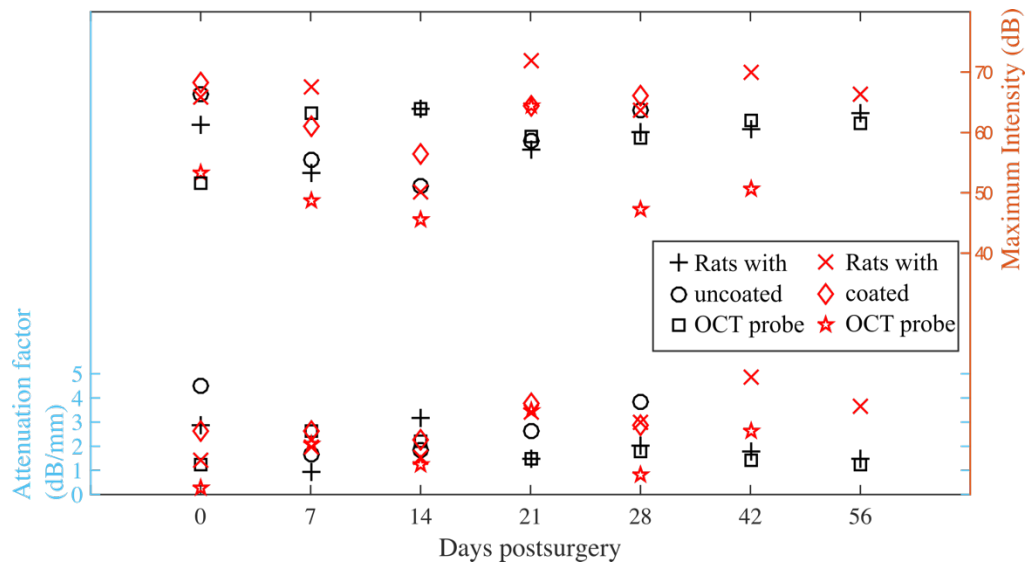 70
60
50
40
Maximum Intensity (dB)
Rats with
Rats with
uncoated
coated
OCT probe
OCT probe
Attenuation factor
(dB/mm)
5
4
3
2
1
0
0 7 14 21 28 42 56
Days postsurgery